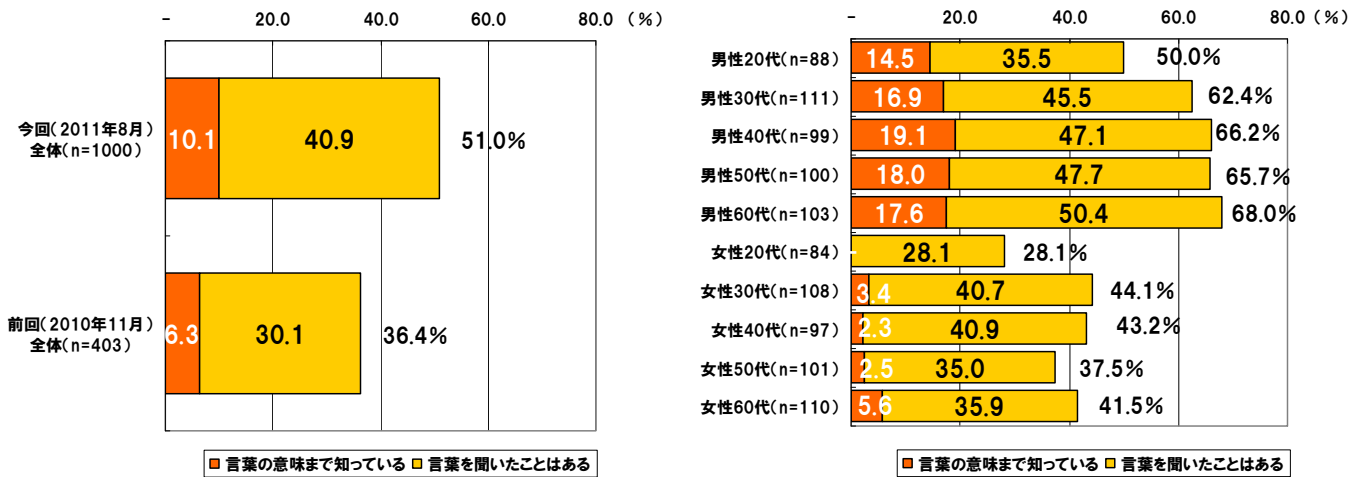 - 20.0 40.0 60.0 80.0 (%)
今回(2011年8月)
全体(n=1000)
10.1 40.9 51.0%
前回(2010年11月)
全体(n=403)
6.3 30.1 36.4%
言葉の意味まで知っている 言葉を聞いたことはある
- 20.0 40.0 60.0 80.0 (%)
男性20代(n=88) 14.5 35.5 50.0%
男性30代(n=111) 16.9 45.5 62.4%
男性40代(n=99) 19.1 47.1 66.2%
男性50代(n=100) 18.0 47.7 65.7%
男性60代(n=103) 17.6 50.4 68.0%
女性20代(n=84) - 28.1 28.1%
女性30代(n=108) 3.4 40.7 44.1%
女性40代(n=97) 2.3 40.9 43.2%
女性50代(n=101) 2.5 35.0 37.5%
女性60代(n=110) 5.6 35.9 41.5%
言葉の意味まで知っている 言葉を聞いたことはある